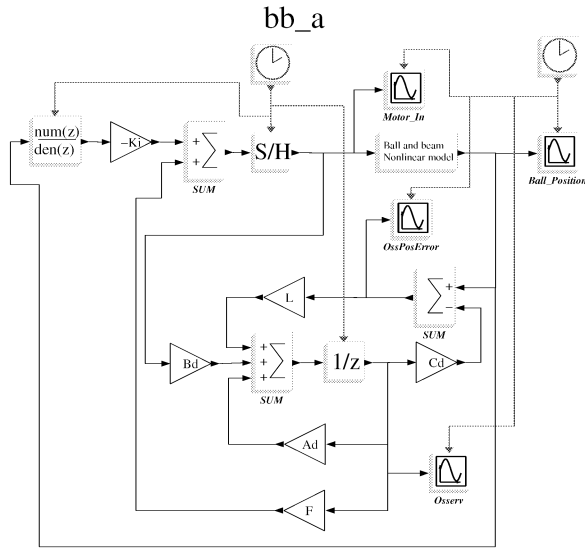 bb_a
Motor_In
num(z)
den(z)
-Ki
+
+
Σ
SUM
S/H
Ball and beam
Nonlinear model
Ball_Position
OssPosError
L
Σ
+
−
SUM
Bd
+
+
+
Σ
SUM
1/z
Cd
Ad
Osserv
F